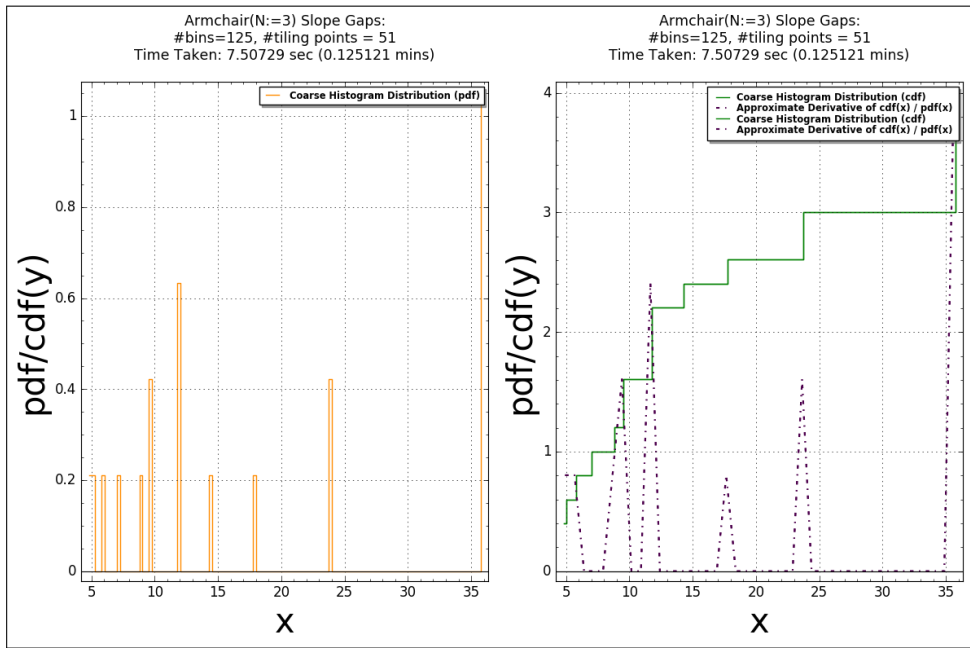 Armchair(N:=3) Slope Gaps:
#bins=125, #tiling points = 51
Time Taken: 7.50729 sec (0.125121 mins)
Coarse Histogram Distribution (pdf)
pdf/cdf(y)
1
0.8
0.6
0.4
0.2
0
5 10 15 20 25 30 35
x
Armchair(N:=3) Slope Gaps:
#bins=125, #tiling points = 51
Time Taken: 7.50729 sec (0.125121 mins)
Coarse Histogram Distribution (cdf)
Approximate Derivative of cdf(x) / pdf(x)
Coarse Histogram Distribution (cdf)
Approximate Derivative of cdf(x) / pdf(x)
pdf/cdf(y)
4
3
2
1
0
5 10 15 20 25 30 35
x